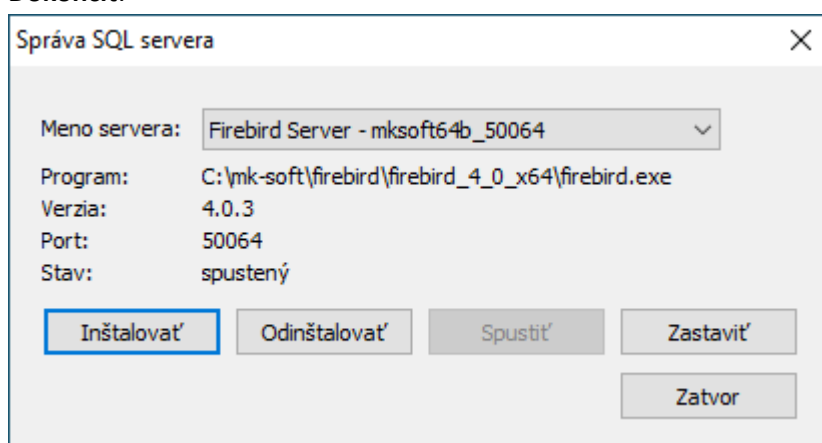 Správa SQL servera
Meno servera: Firebird Server - mksoft64b_50064
Program: C:\mk-soft\firebird\firebird_4_0_x64\firebird.exe
Verzia: 4.0.3
Port: 50064
Stav: spustený
Inštalovať Odinštalovať Spustiť Zastaviť
Zatvor